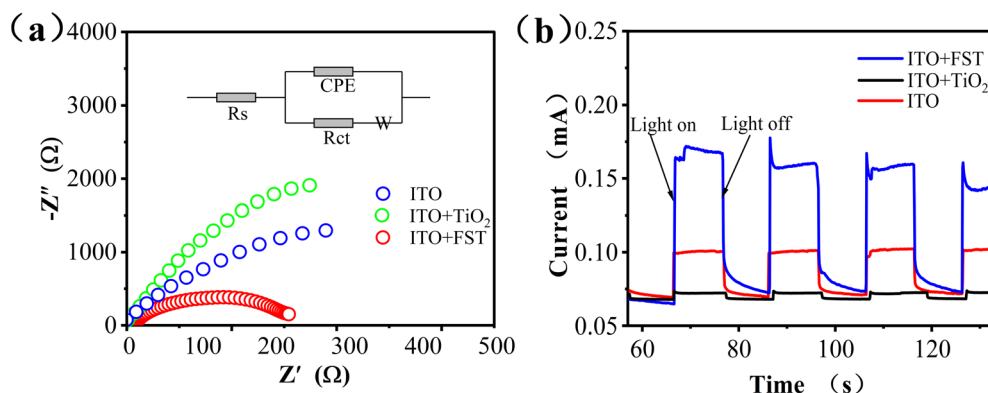 (a)
4000
3000
2000
1000
0
-Z″ (Ω)
CPE
Rs
Rct
W
ITO
ITO+TiO₂
ITO+FST
0
100
200
300
400
500
Z′ (Ω)
(b)
0.25
0.20
0.15
0.10
0.05
Current (mA)
ITO+FST
ITO+TiO₂
ITO
Light on
Light off
60
80
100
120
Time (s)